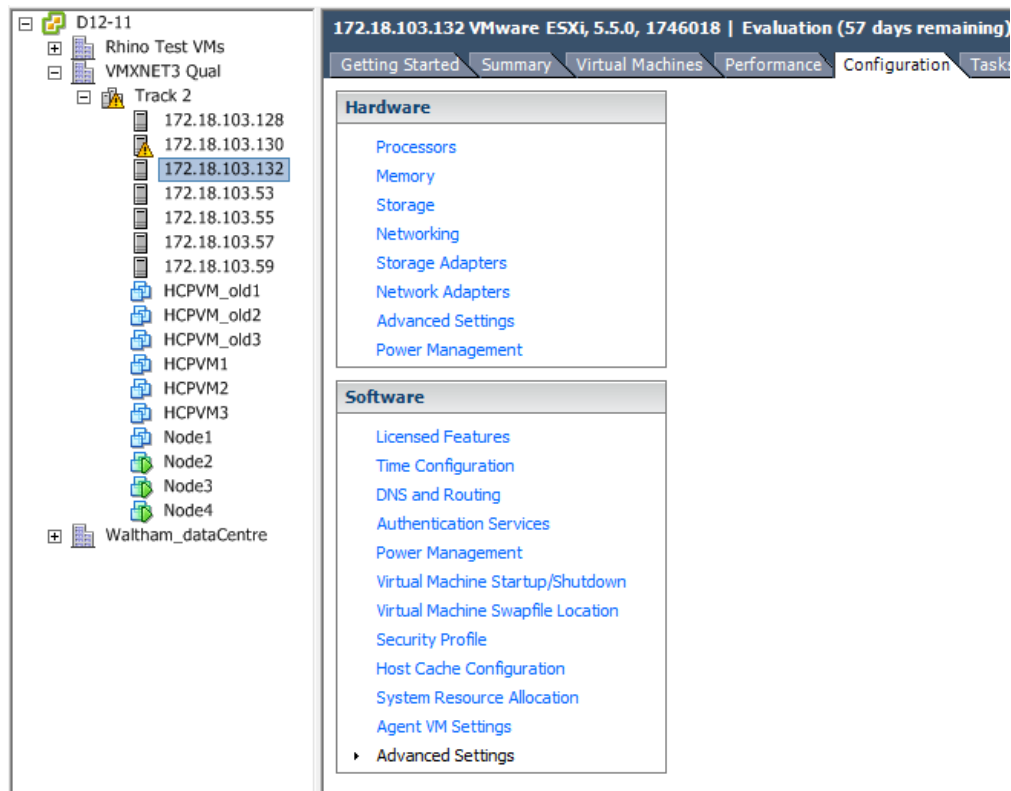 D12-11
Rhino Test VMs
VMXNET3 Qual
Track 2
172.18.103.128
172.18.103.130
172.18.103.132
172.18.103.53
172.18.103.55
172.18.103.57
172.18.103.59
HCPVM_old1
HCPVM_old2
HCPVM_old3
HCPVM1
HCPVM2
HCPVM3
Node1
Node2
Node3
Node4
Waltham_dataCentre
172.18.103.132 VMware ESXi, 5.5.0, 1746018 | Evaluation (57 days remaining)
Getting Started Summary Virtual Machines Performance Configuration Tasks
Hardware
Processors
Memory
Storage
Networking
Storage Adapters
Network Adapters
Advanced Settings
Power Management
Software
Licensed Features
Time Configuration
DNS and Routing
Authentication Services
Power Management
Virtual Machine Startup/Shutdown
Virtual Machine Swapfile Location
Security Profile
Host Cache Configuration
System Resource Allocation
Agent VM Settings
Advanced Settings